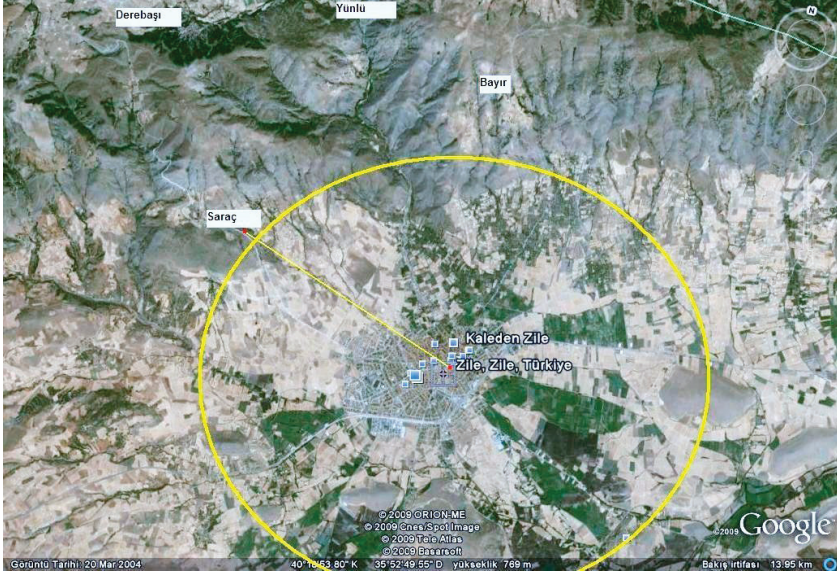 Derebaşı
Yünlü
N
Bayır
Saraç
Kaleden Zile
Zile, Zile, Türkiye
© 2009 ORION-ME
© 2009 Cnes/Spot Image
© 2009 Tele Atlas
© 2009 Basarsoft
©2009 Google
Görüntü Tarihi: 20 Mar 2004
40°18'53.80" K 35°52'49.55" D yükseklik 769 m
Bakış irtifası 13.95 km